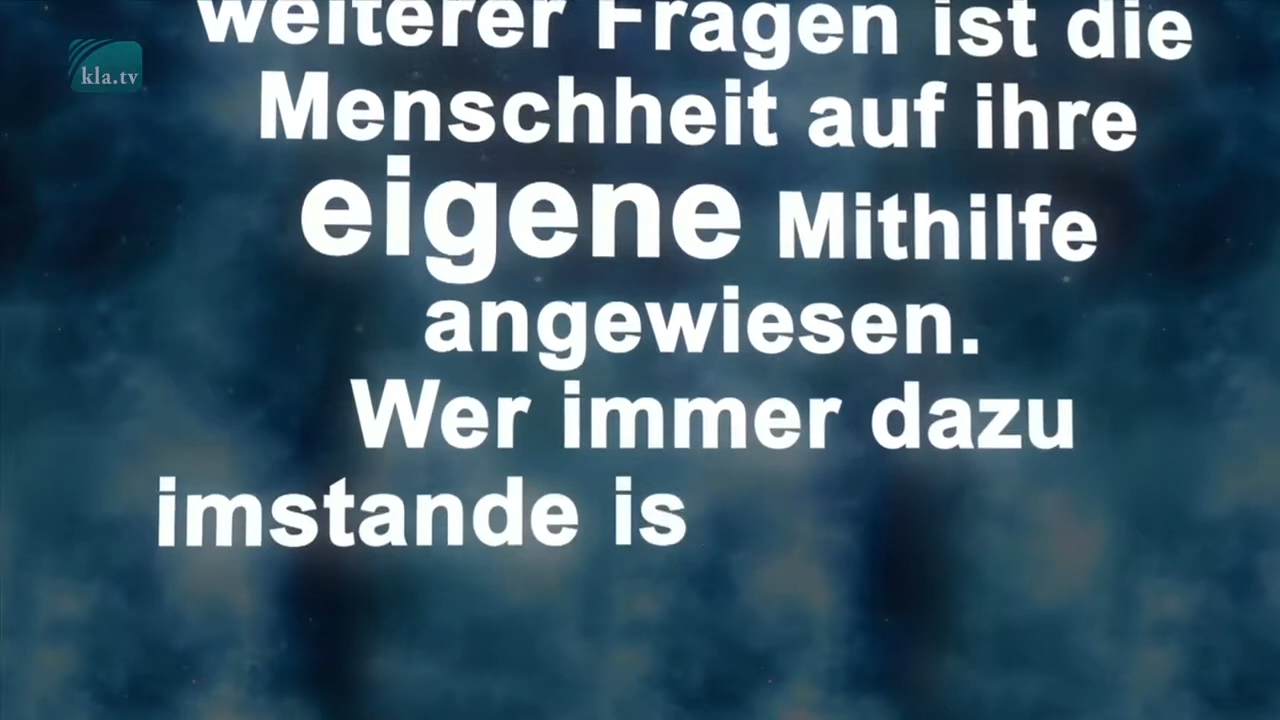 kla.tv
weiterer Fragen ist die
Menschheit auf ihre
eigene Mithilfe
angewiesen.
Wer immer dazu
imstande is